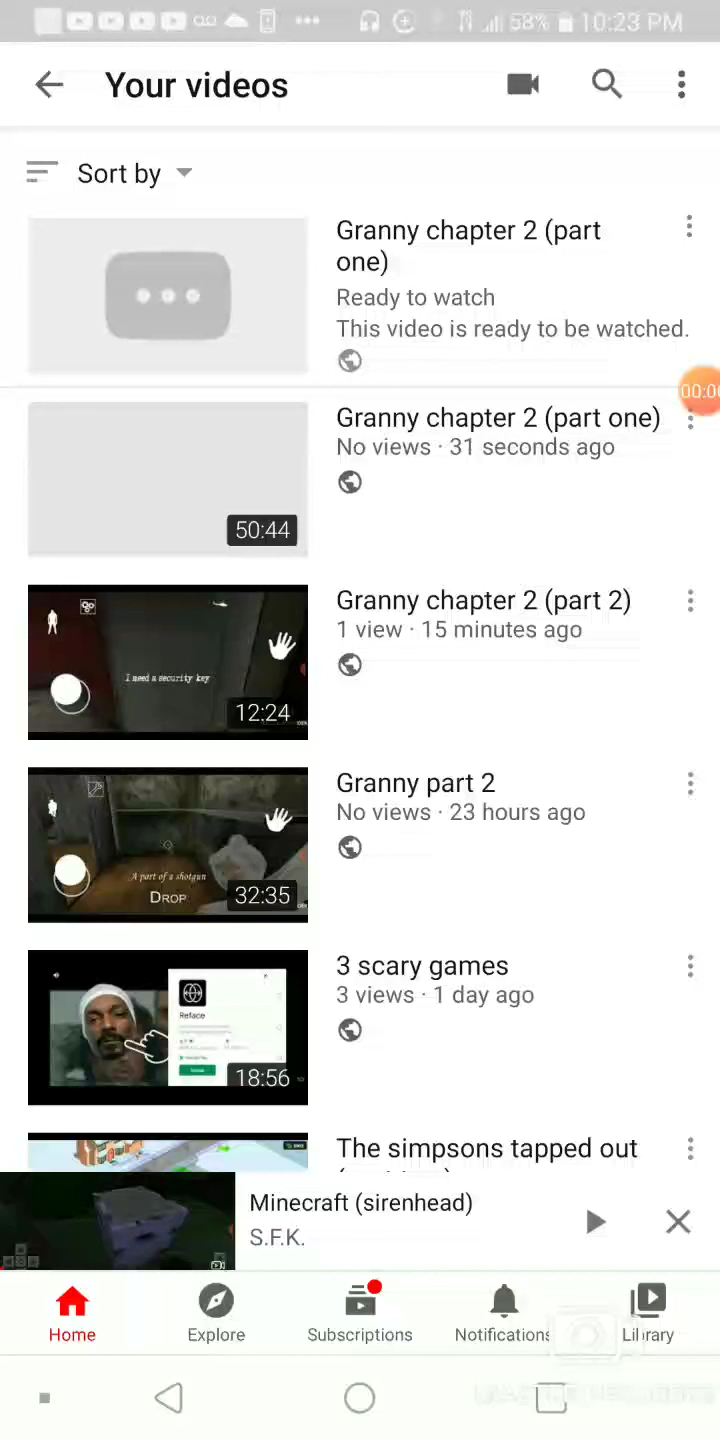 58% 10:23 PM
Your videos
Sort by
Granny chapter 2 (part
one)
Ready to watch
This video is ready to be watched.
00:0
Granny chapter 2 (part one)
No views · 31 seconds ago
50:44
Granny chapter 2 (part 2)
1 view · 15 minutes ago
I need a security key
12:24
Granny part 2
No views · 23 hours ago
A part of a shotgun
DROP
32:35
3 scary games
3 views · 1 day ago
Reface
18:56
The simpsons tapped out
Minecraft (sirenhead)
S.F.K.
Home
Explore
Subscriptions
Notifications
Library